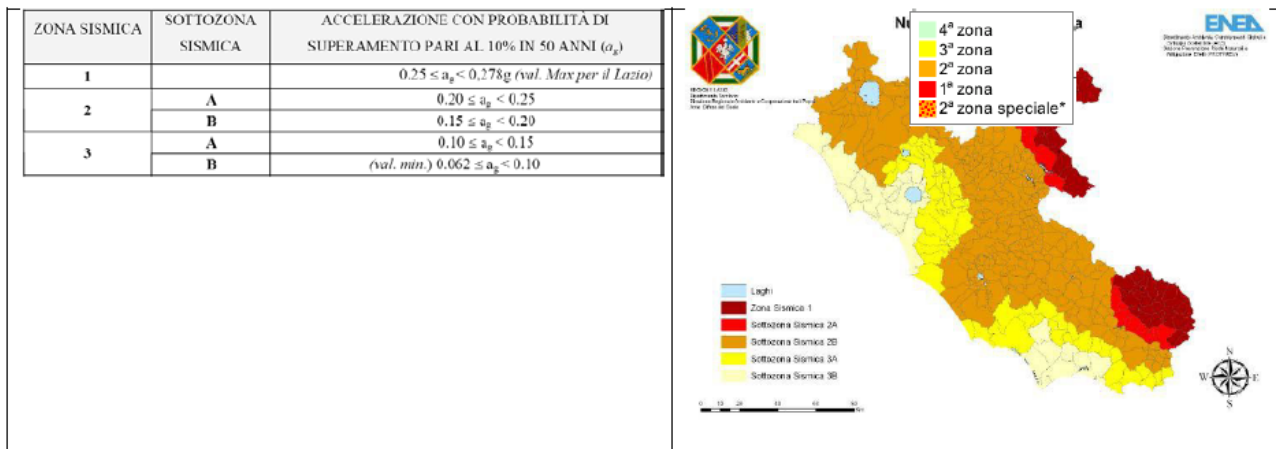 ZONA SISMICA
SOTTOZONA
SISMICA
ACCELERAZIONE CON PROBABILITÀ DI
SUPERAMENTO PARI AL 10% IN 50 ANNI (ag)
1
0.25 ≤ ag < 0,278g (val. Max per il Lazio)
2
A
0.20 ≤ ag < 0.25
B
0.15 ≤ ag < 0.20
3
A
0.10 ≤ ag < 0.15
B
(val. min.) 0.062 ≤ ag < 0.10
Nu
a
4ª zona
3ª zona
2ª zona
1ª zona
2ª zona speciale*
ENEA
REGIONE LAZIO
Laghi
Zona Sismica 1
Sottozona Sismica 2A
Sottozona Sismica 2B
Sottozona Sismica 3A
Sottozona Sismica 3B
N
W
E
S